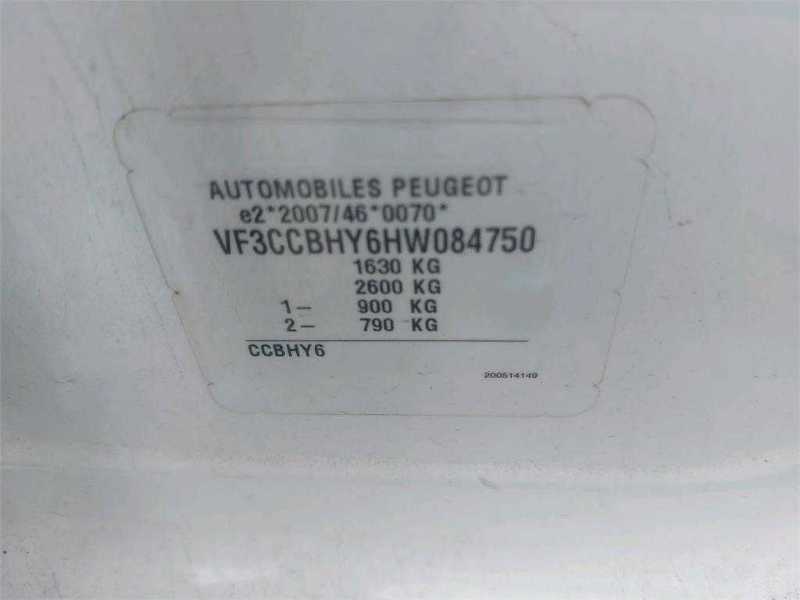 AUTOMOBILES PEUGEOT
e2*2007/46*0070*
VF3CCBHY6HW084750
1630 KG
2600 KG
1- 900 KG
2- 790 KG
CCBHY6
200514149